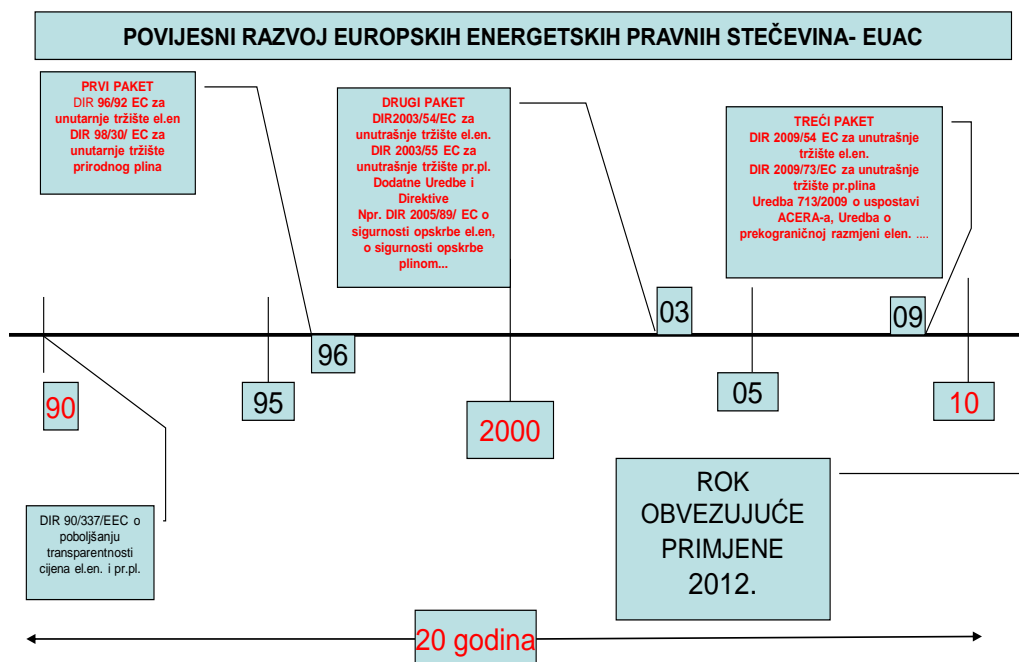 POVIJESNI RAZVOJ EUROPSKIH ENERGETSKIH PRAVNIH STEČEVINA- EUAC
PRVI PAKET
DIR 96/92 EC za
unutarnje tržište el.en
DIR 98/30/ EC za
unutarnje tržište
prirodnog plina
DRUGI PAKET
DIR2003/54/EC za
unutrašnje tržište el.en.
DIR 2003/55 EC za
unutrašnje tržište pr.pl.
Dodatne Uredbe i
Direktive
Npr. DIR 2005/89/ EC o
sigurnosti opskrbe el.en,
o sigurnosti opskrbe
plinom...
TREĆI PAKET
DIR 2009/54 EC za unutrašnje
tržište el.en.
DIR 2009/73/EC za unutrašnje
tržište pr.plina
Uredba 713/2009 o uspostavi
ACERA-a, Uredba o
prekograničnoj razmjeni elen. ....
03
09
96
90
95
2000
05
10
DIR 90/337/EEC o
poboljšanju
transparentnosti
cijena el.en. i pr.pl.
ROK
OBVEZUJUĆE
PRIMJENE
2012.
20 godina